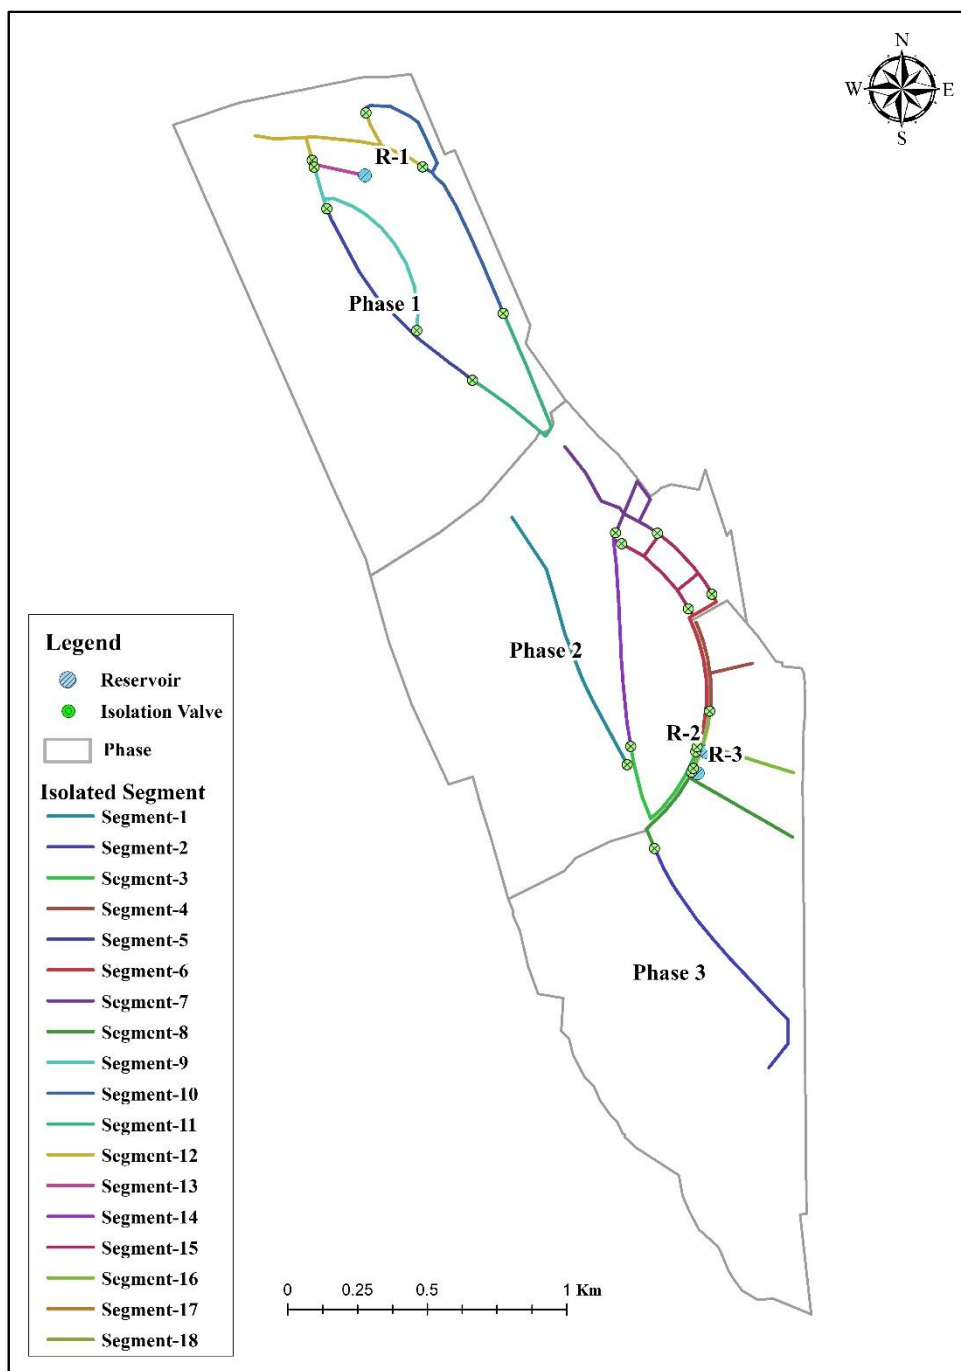 N
W E
S
R-1
Phase 1
Phase 2
R-2
R-3
Phase 3
Legend
Reservoir
Isolation Valve
Phase
Isolated Segment
Segment-1
Segment-2
Segment-3
Segment-4
Segment-5
Segment-6
Segment-7
Segment-8
Segment-9
Segment-10
Segment-11
Segment-12
Segment-13
Segment-14
Segment-15
Segment-16
Segment-17
Segment-18
0 0.25 0.5 1 Km